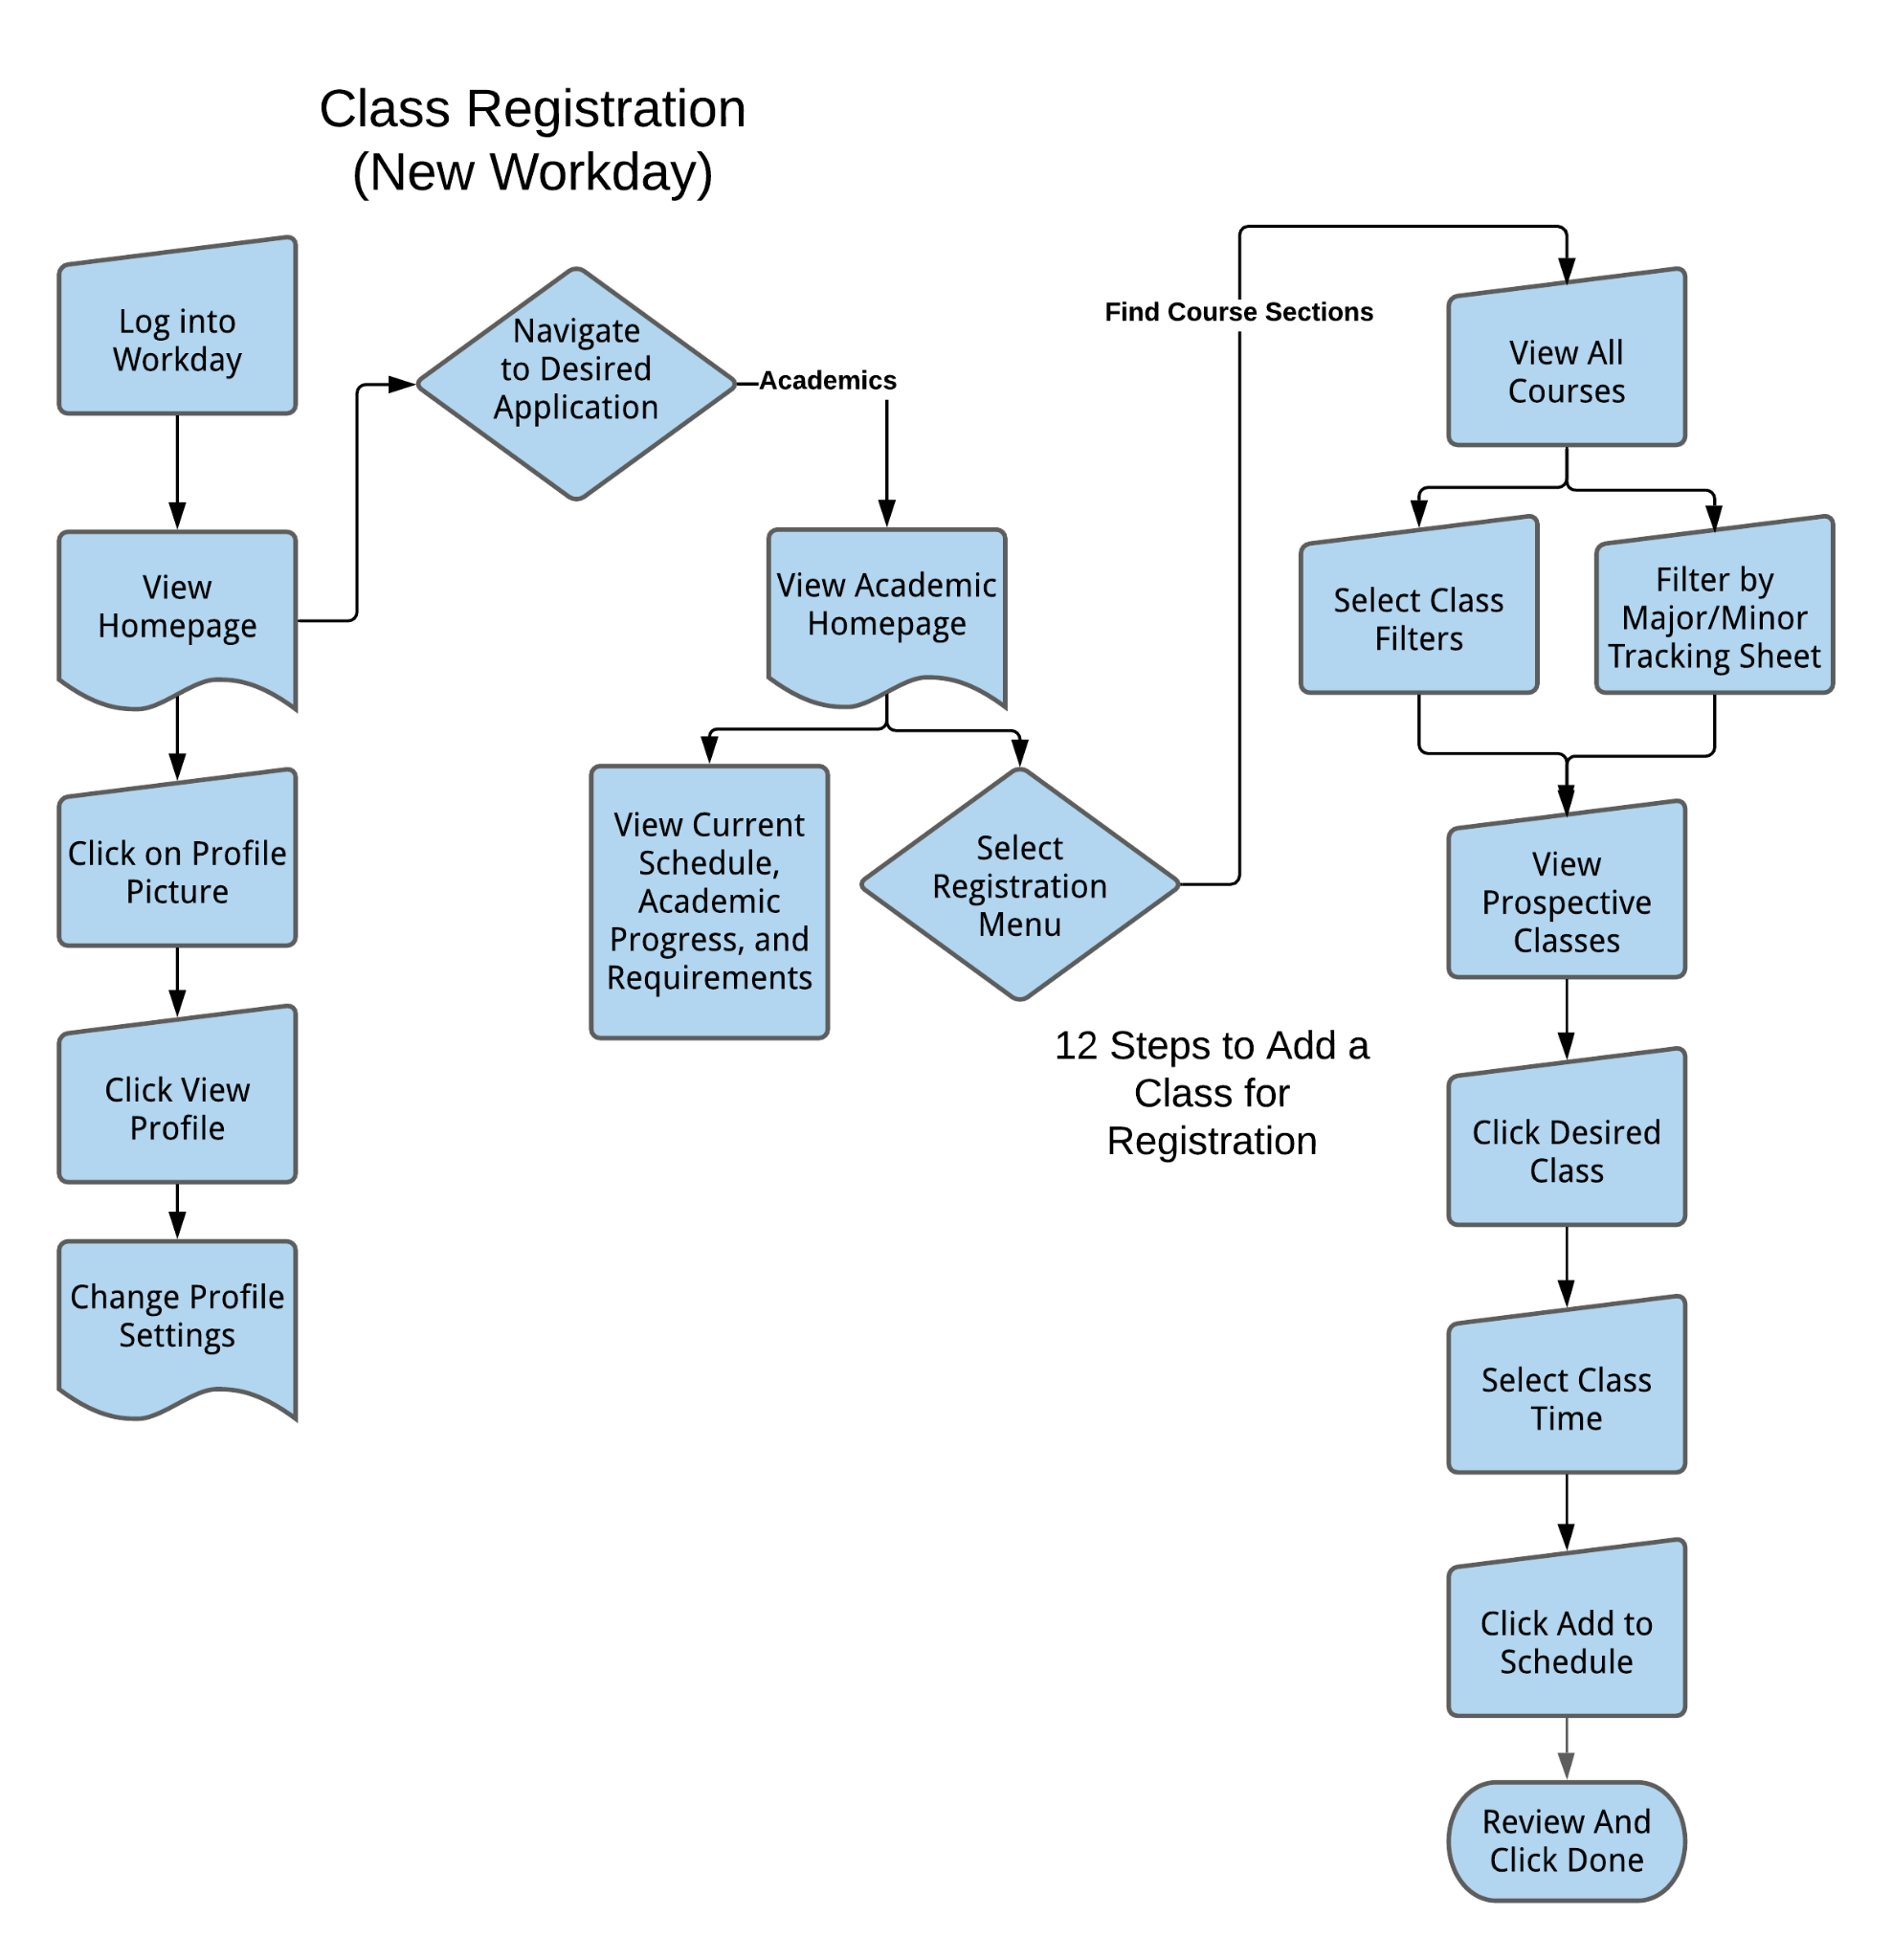 Class Registration
(New Workday)
Log into
Workday
View
Homepage
Click on Profile
Picture
Click View
Profile
Change Profile
Settings
Navigate
to Desired
Application
Academics
View Academic
Homepage
View Current
Schedule,
Academic
Progress, and
Requirements
Select
Registration
Menu
12 Steps to Add a
Class for
Registration
Find Course Sections
View All
Courses
Select Class
Filters
Filter by
Major/Minor
Tracking Sheet
View
Prospective
Classes
Click Desired
Class
Select Class
Time
Click Add to
Schedule
Review And
Click Done